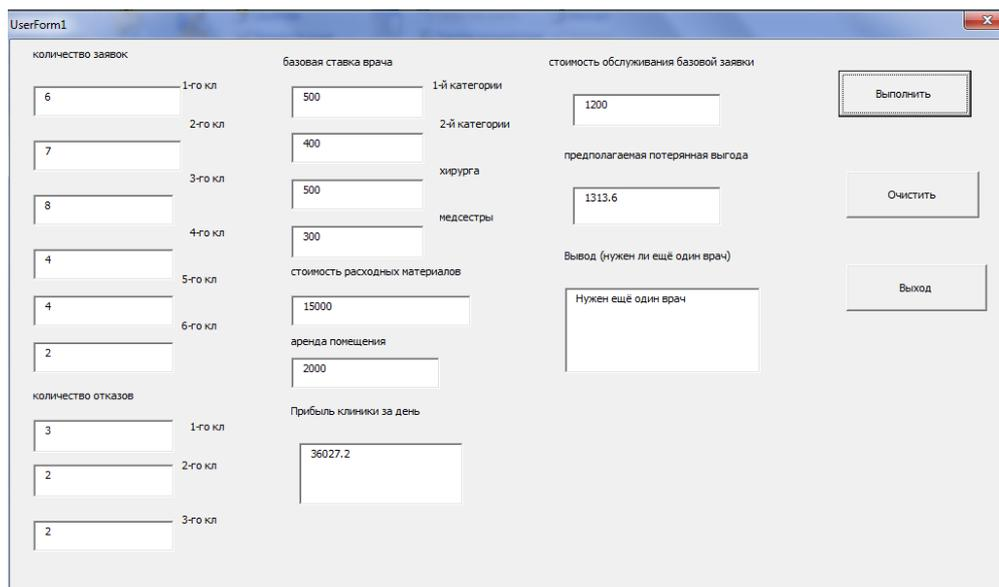 UserForm1
количество заявок
6
1-го кл
7
2-го кл
8
3-го кл
4
4-го кл
4
5-го кл
2
6-го кл
количество отказов
3
1-го кл
2
2-го кл
2
3-го кл
базовая ставка врача
500
1-й категории
400
2-й категории
500
хирурга
300
медсестры
стоимость расходных материалов
15000
аренда помещения
2000
Прибыль клиники за день
36027.2
стоимость обслуживания базовой заявки
1200
предполагаемая потерянная выгода
1313.6
Вывод (нужен ли ещё один врач)
Нужен ещё один врач
Выполнить
Очистить
Выход